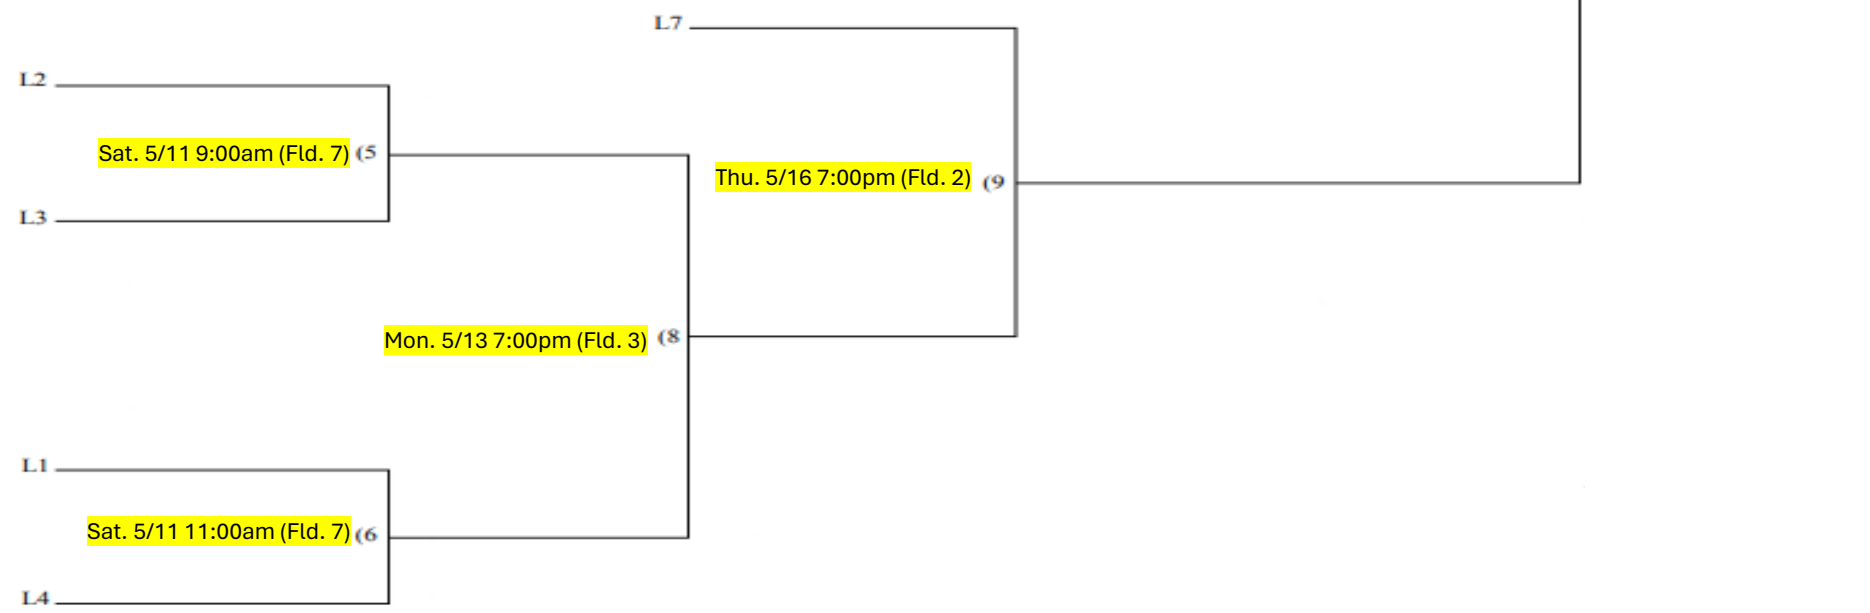 L7
L2
Sat. 5/11 9:00am (Fld. 7) (5
Thu. 5/16 7:00pm (Fld. 2) (9
L3
Mon. 5/13 7:00pm (Fld. 3) (8
L1
Sat. 5/11 11:00am (Fld. 7) (6
L4